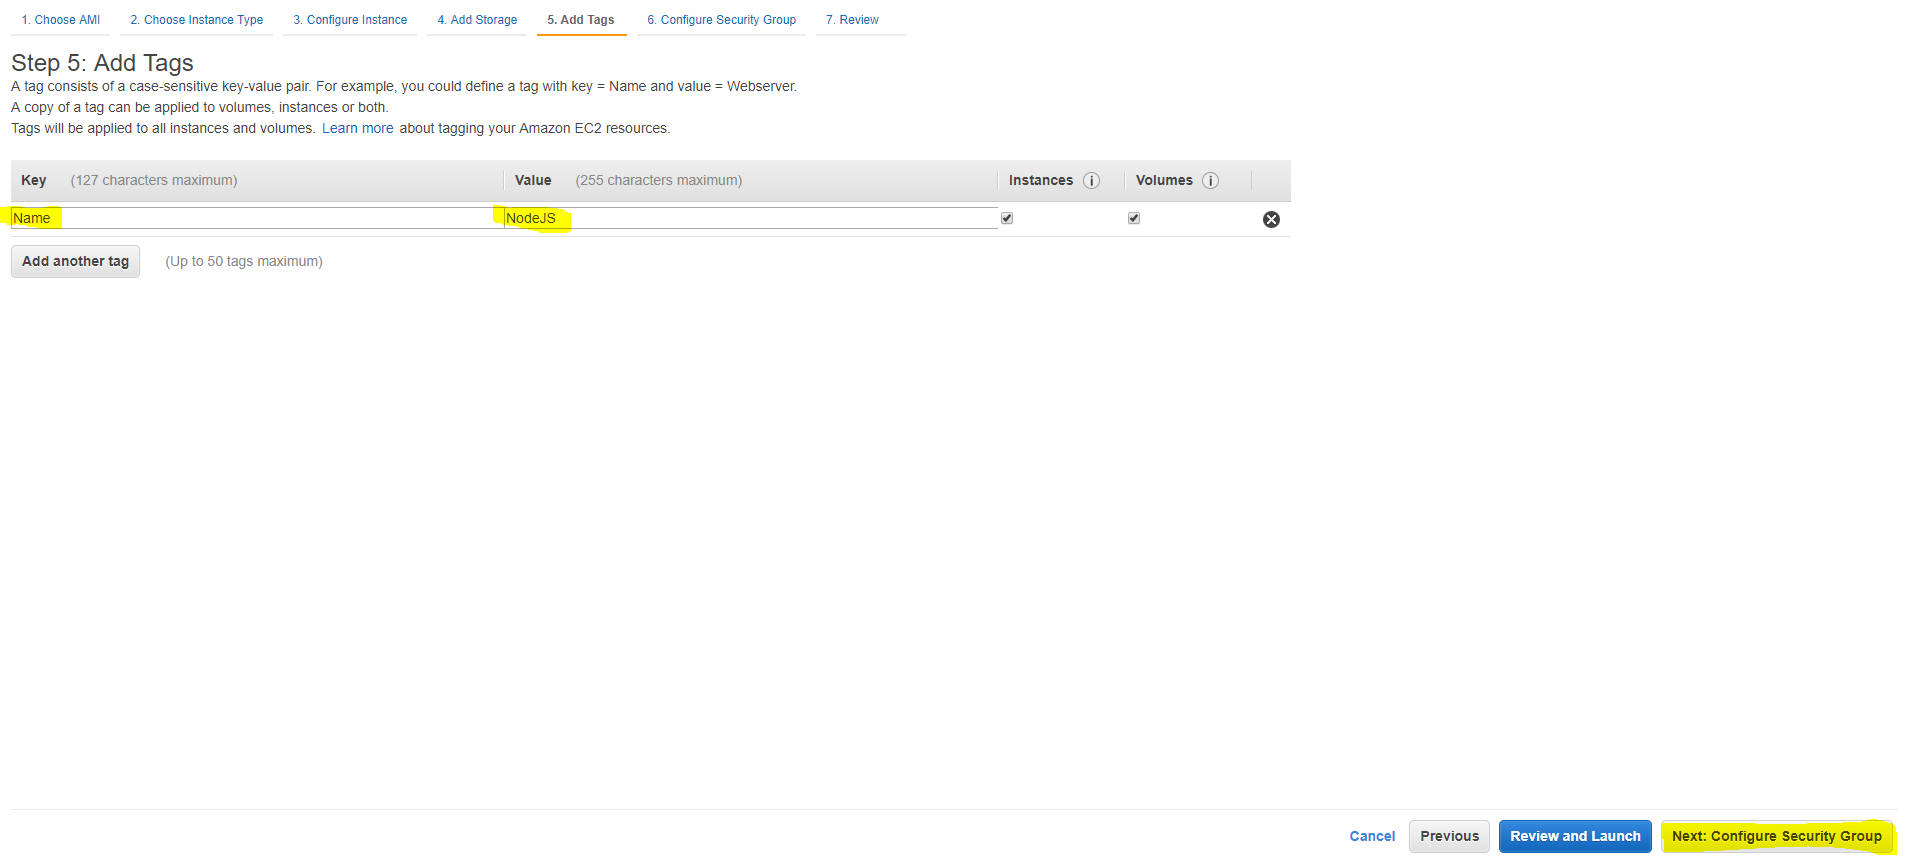 1. Choose AMI 2. Choose Instance Type 3. Configure Instance 4. Add Storage 5. Add Tags 6. Configure Security Group 7. Review
Step 5: Add Tags
A tag consists of a case-sensitive key-value pair. For example, you could define a tag with key = Name and value = Webserver.
A copy of a tag can be applied to volumes, instances or both.
Tags will be applied to all instances and volumes. Learn more about tagging your Amazon EC2 resources.
Key (127 characters maximum) Value (255 characters maximum) Instances i Volumes i
Name NodeJS
Add another tag (Up to 50 tags maximum)
Cancel Previous Review and Launch Next: Configure Security Group